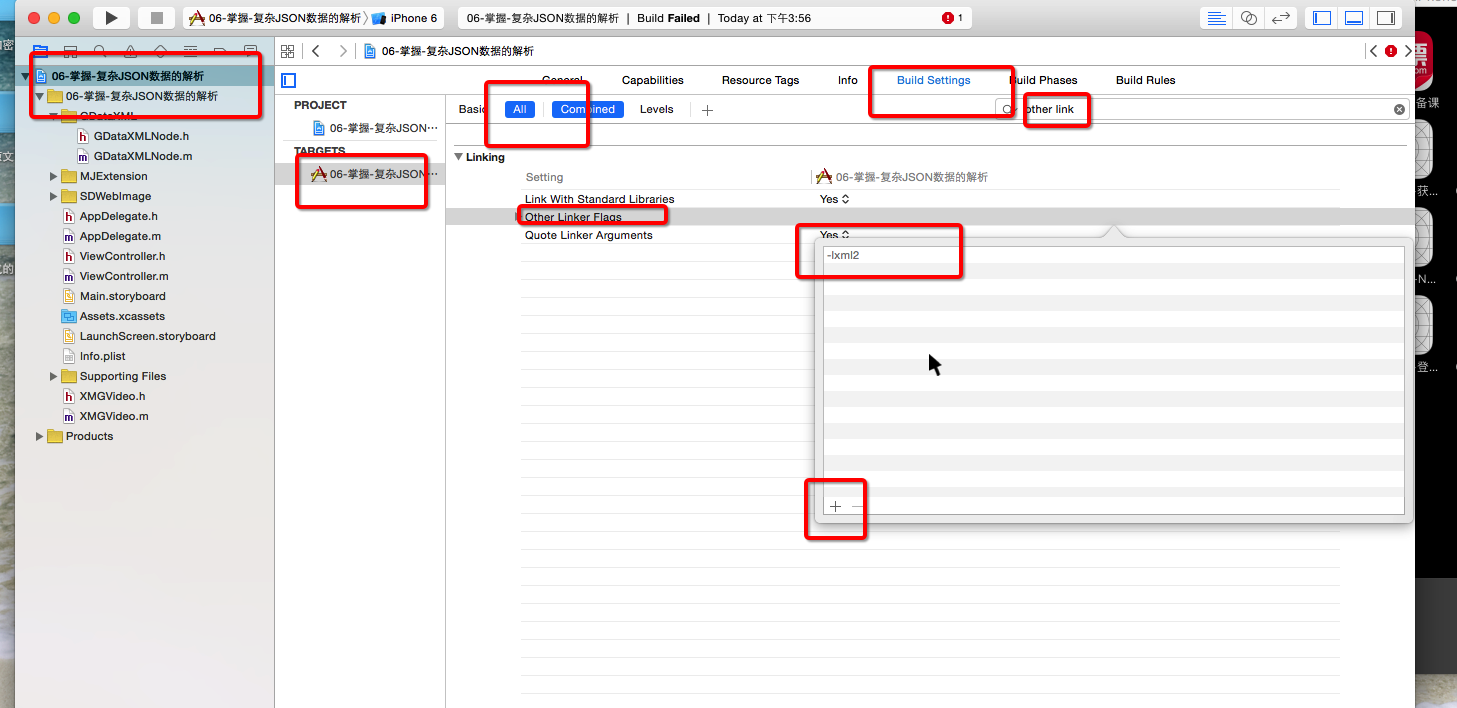 06-掌握-复杂JSON数据的解析 〉 iPhone 6
06-掌握-复杂JSON数据的解析 | Build Failed | Today at 下午3:56
1
06-掌握-复杂JSON数据的解析
06-掌握-复杂JSON数据的解析
06-掌握-复杂JSON数据的解析
GDataXML
h GDataXMLNode.h
m GDataXMLNode.m
MJExtension
SDWebImage
h AppDelegate.h
m AppDelegate.m
h ViewController.h
m ViewController.m
Main.storyboard
Assets.xcassets
LaunchScreen.storyboard
Info.plist
Supporting Files
h XMGVideo.h
m XMGVideo.m
Products
General
Capabilities
Resource Tags
Info
Build Settings
Build Phases
Build Rules
PROJECT
06-掌握-复杂JSON…
TARGETS
06-掌握-复杂JSON…
Basic
All
Combined
Levels
+
other link
Linking
Setting
06-掌握-复杂JSON数据的解析
Link With Standard Libraries
Yes
Other Linker Flags
Quote Linker Arguments
Yes
-lxml2
+ —
票
om
备课
获...
-N...
登...